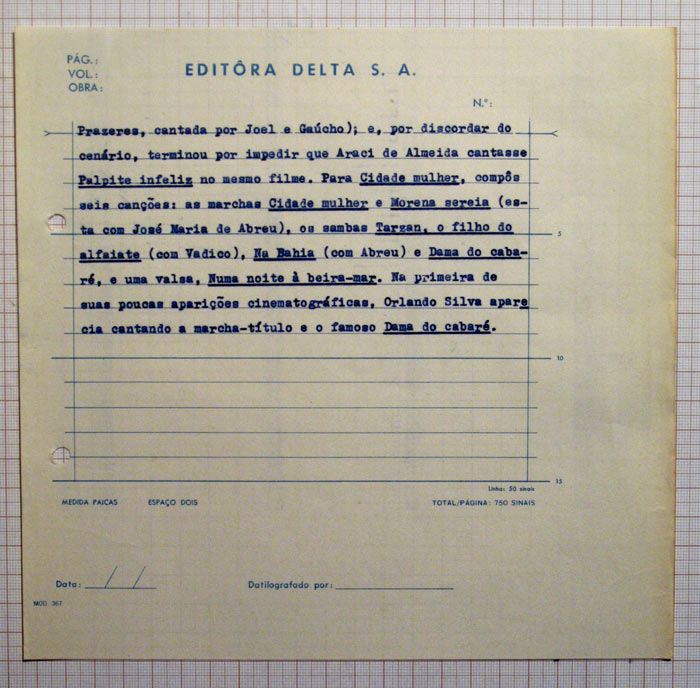 PÁG.:
VOL.:
OBRA:
EDITÔRA DELTA S. A.
N.º:
Prazeres, cantada por Joel e Gaúcho); e, por discordar do
cenário, terminou por impedir que Araci de Almeida cantasse
Palpite infeliz no mesmo filme. Para Cidade mulher, compôs
seis canções: as marchas Cidade mulher e Morena sereia (es-
ta com José Maria de Abreu), os sambas Tarzan, o filho do
5
alfaiate (com Vadico), Na Bahia (com Abreu) e Dama do caba-
ré, e uma valsa, Numa noite à beira-mar. Na primeira de
suas poucas aparições cinematográficas, Orlando Silva apare
cia cantando a marcha-título e o famoso Dama do cabaré.
10
15
Linha: 50 sinais
MEDIDA PAICAS ESPAÇO DOIS TOTAL/PÁGINA: 750 SINAIS
Data: / / Datilografado por:
MOD. 367